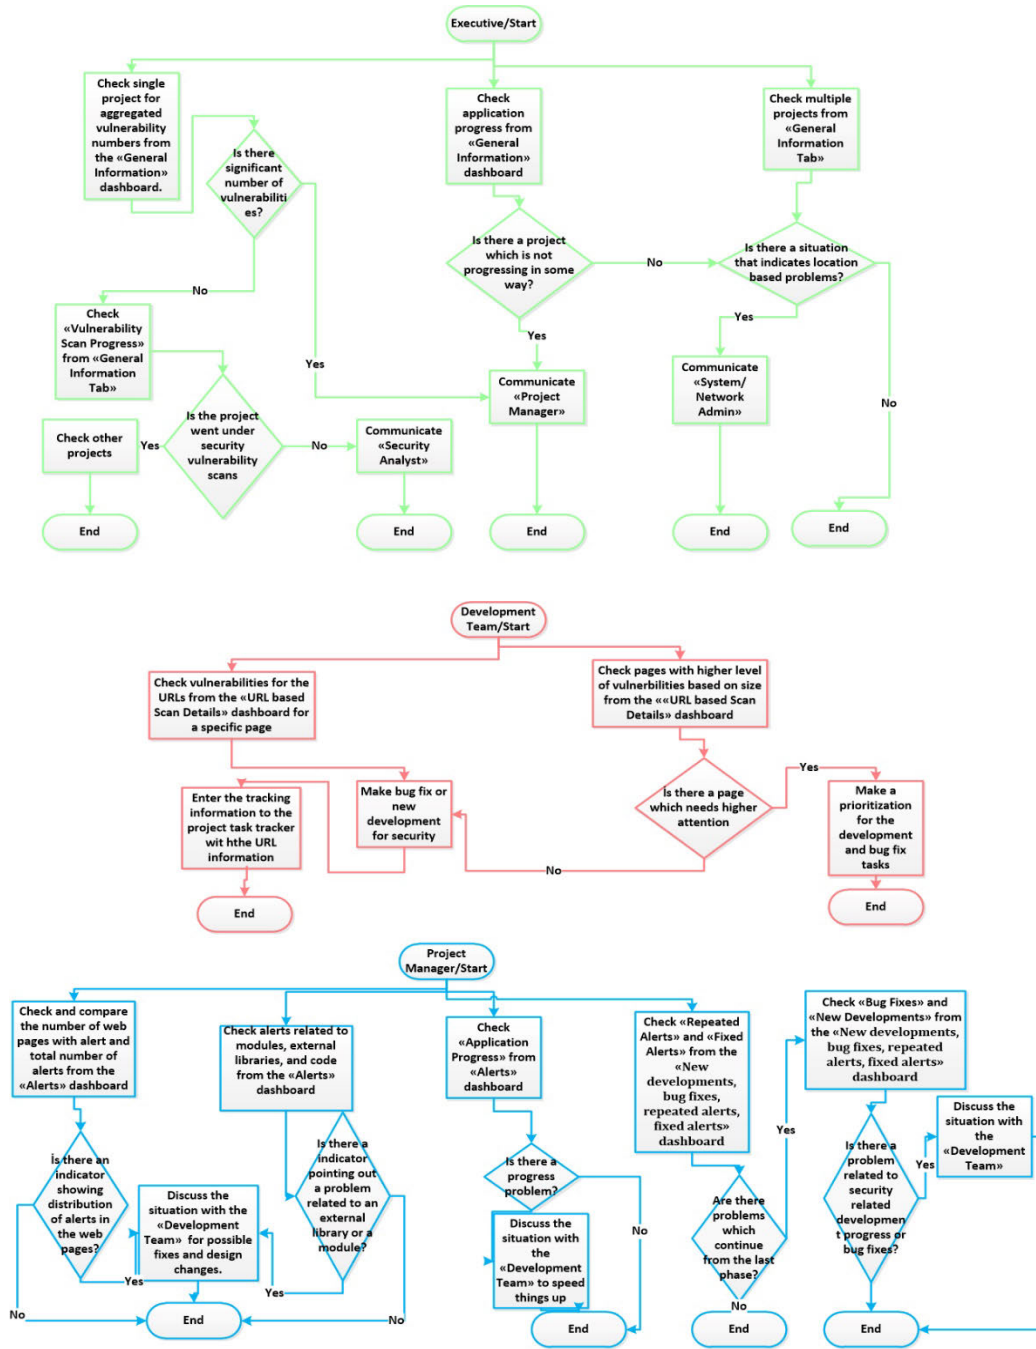 Executive/Start
Check single
project for
aggregated
vulnerability
numbers from
the «General
Information»
dashboard.
Is there
significant
number of
vulnerabiliti
es?
Check
application
progress from
«General
Information»
dashboard
Check multiple
projects from
«General
Information
Tab»
Is there a project
which is not
progressing in some
way?
No
Is there a situation
that indicates location
based problems?
No
Check
«Vulnerability
Scan Progress»
from «General
Information
Tab»
Yes
Yes
Yes
Communicate
«Project
Manager»
Communicate
«System/
Network
Admin»
No
Check other
projects
Yes
Is the project
went under
security
vulnerability
scans
No
Communicate
«Security
Analyst»
End
End
End
End
End
Development
Team/Start
Check vulnerabilities for the
URLs from the «URL based
Scan Details» dashboard for
a specific page
Check pages with higher level
of vulnerbilities based on size
from the ««URL based Scan
Details» dashboard
Enter the tracking
information to the
project task tracker
wit hthe URL
information
Make bug fix or
new
development
for security
Is there a page
which needs higher
attention
Yes
Make a
prioritization
for the
development
and bug fix
tasks
No
End
End
Project
Manager/Start
Check and compare
the number of web
pages with alert and
total number of
alerts from the
«Alerts» dashboard
Check alerts related to
modules, external
libraries, and code
from the «Alerts»
dashboard
Check
«Application
Progress» from
«Alerts»
dashboard
Check «Repeated
Alerts» and «Fixed
Alerts» from the
«New
developments,
bug fixes,
repeated alerts,
fixed alerts»
dashboard
Check «Bug Fixes» and
«New Developments» from
the «New developments,
bug fixes, repeated
alerts, fixed alerts»
dashboard
İs there an
indicator
showing
distribution
of alerts in
the web
pages?
Discuss the
situation with the
«Development
Team» for possible
fixes and design
changes.
Is there a
indicator
pointing out
a problem
related to an
external
library or a
module?
Is there a
progress
problem?
Discuss the
situation with
the
«Development
Team» to speed
things up
No
Are there
problems
which
continue
from the last
phase?
Yes
Is there a
problem
related to
security
related
developmen
t progress or
bug fixes?
Yes
Discuss the
situation with
the
«Development
Team»
Yes
Yes
No
No
No
End
End
End
End